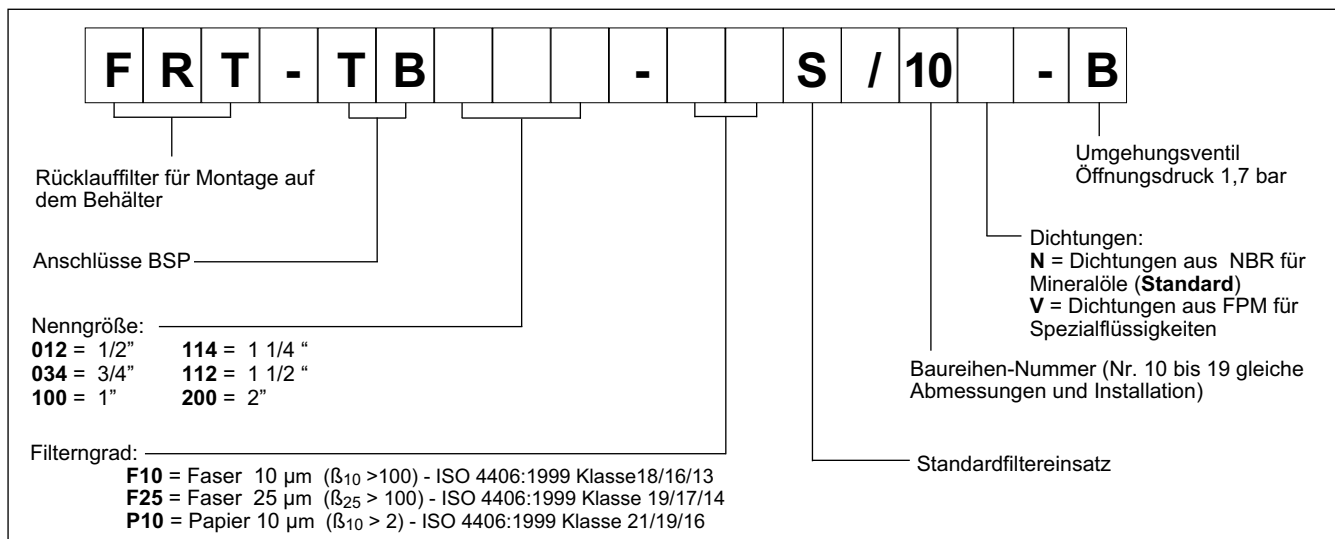 F R T - T B - S / 10 - B
Rücklauffilter für Montage auf
dem Behälter
Anschlüsse BSP
Nenngröße:
012 = 1/2” 114 = 1 1/4 “
034 = 3/4” 112 = 1 1/2 “
100 = 1” 200 = 2”
Filterngrad:
F10 = Faser 10 µm (ß10 >100) - ISO 4406:1999 Klasse18/16/13
F25 = Faser 25 µm (ß25 > 100) - ISO 4406:1999 Klasse 19/17/14
P10 = Papier 10 µm (ß10 > 2) - ISO 4406:1999 Klasse 21/19/16
Umgehungsventil
Öffnungsdruck 1,7 bar
Dichtungen:
N = Dichtungen aus NBR für
Mineralöle (Standard)
V = Dichtungen aus FPM für
Spezialflüssigkeiten
Baureihen-Nummer (Nr. 10 bis 19 gleiche
Abmessungen und Installation)
Standardfiltereinsatz